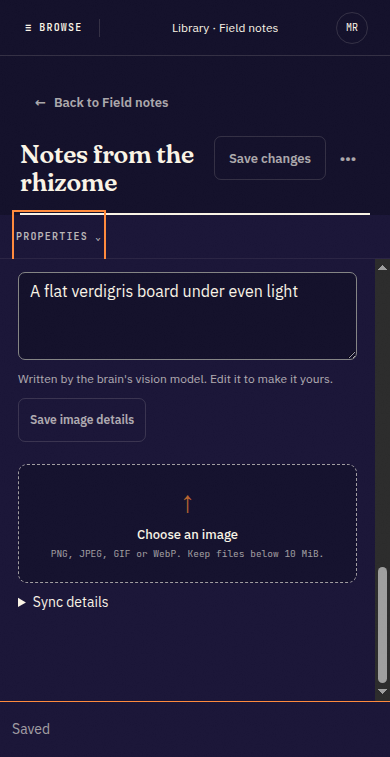 ≡ BROWSE
Library · Field notes
MR
← Back to Field notes
Notes from the
rhizome
Save changes
•••
PROPERTIES ⌄
A flat verdigris board under even light
Written by the brain's vision model. Edit it to make it yours.
Save image details
↑
Choose an image
PNG, JPEG, GIF or WebP. Keep files below 10 MiB.
▶ Sync details
Saved